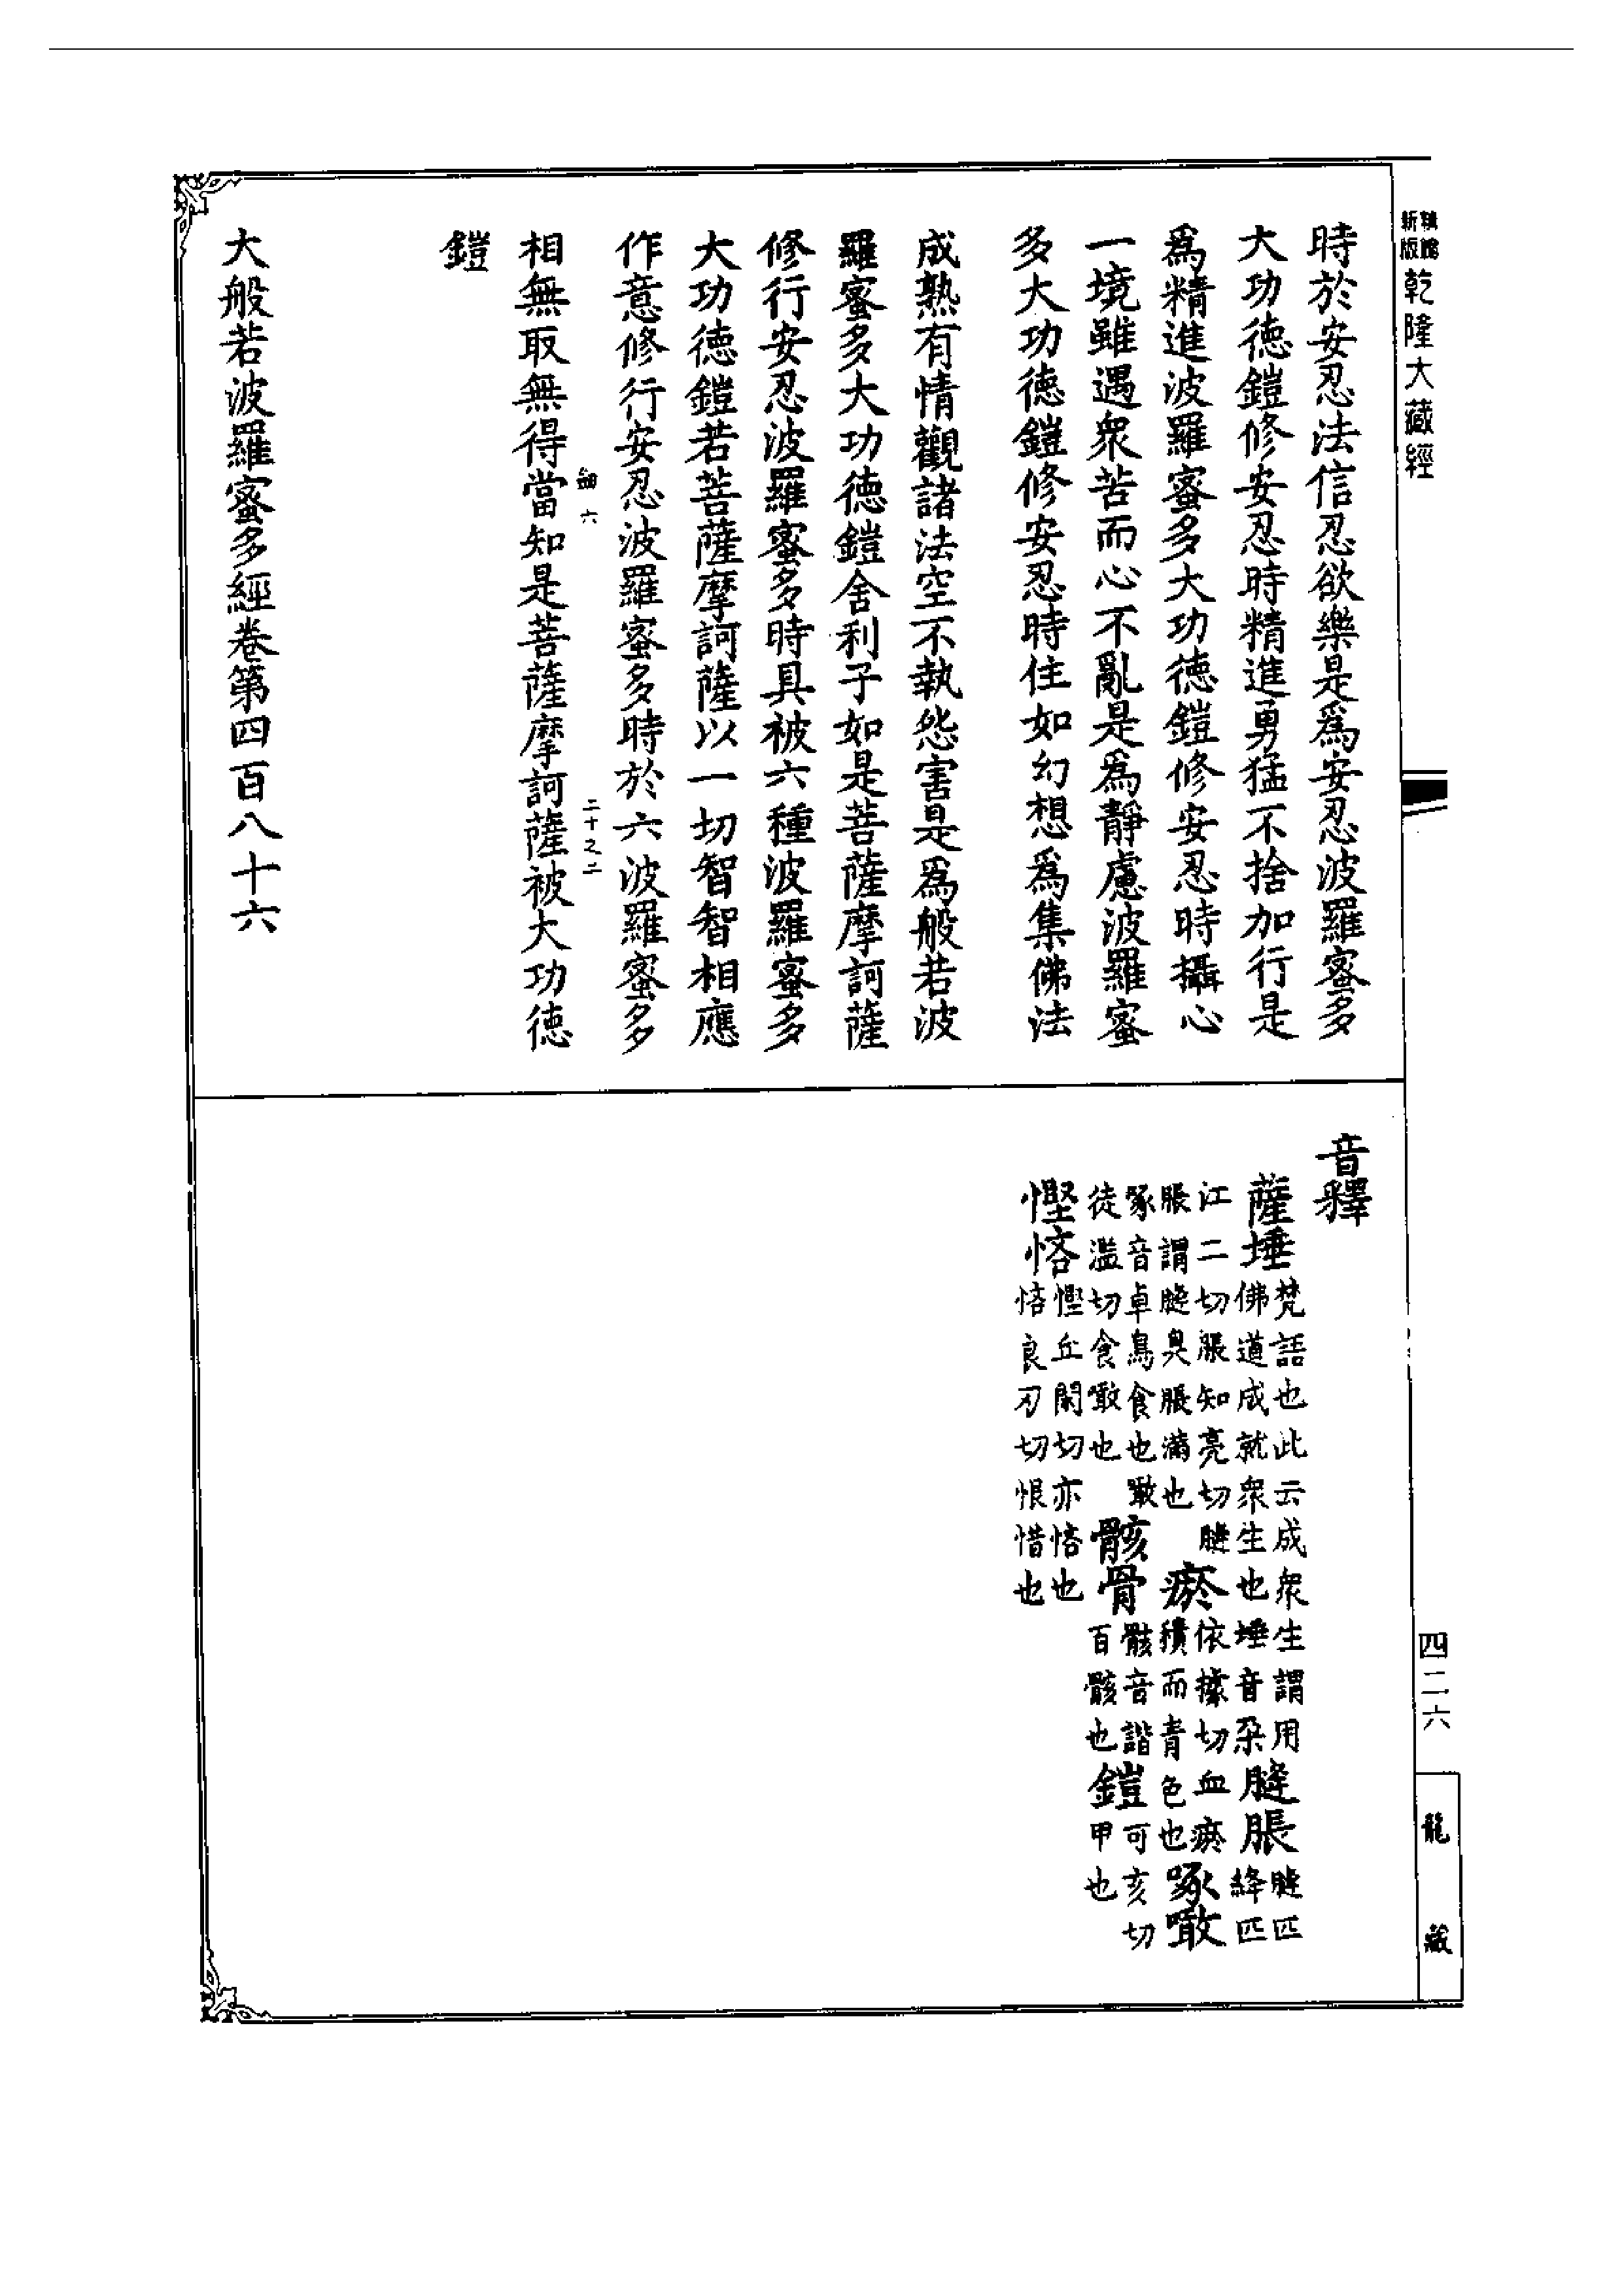 新版
乾隆大藏經
時於安忍法信忍欲樂是爲安忍波羅蜜多
大功德鎧修安忍時精進勇猛不捨加行是
爲精進波羅蜜多大功德鎧修安忍時攝心
一境雖遇衆苦而心不亂是爲靜慮波羅蜜
多大功德鎧修安忍時住如幻想爲集佛法
成熟有情觀諸法空不執怨害是爲般若波
羅蜜多大功德鎧舍利子如是菩薩摩訶薩
修行安忍波羅蜜多時具被六種波羅蜜多
大功德鎧若菩薩摩訶薩以一切智智相應
作意修行安忍波羅蜜多時於六波羅蜜多
六 二十之二
相無取無得當知是菩薩摩訶薩被大功德
鎧
大般若波羅蜜多經卷第四百八十六
音釋
薩埵梵語也此云成衆生謂用佛道成就衆生也埵音朶膖脹膖匹絳匹
江二切脹知亮切膖脹謂膖臭脹滿也瘀依據切血瘀積而青色也啄噉
啄音卓鳥食也噉徒濫切食噉也骸骨骸音諧百骸也鎧可亥切甲也
慳悋慳丘閑切亦悋也悋良刃切恨惜也
四二六
龍藏